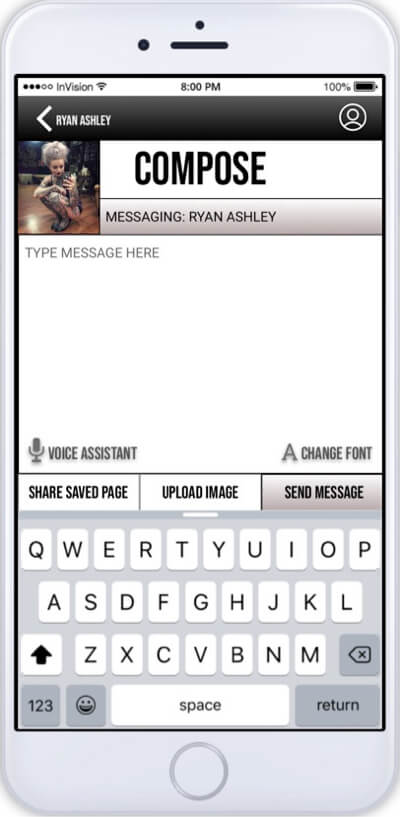 InVision 8:00 PM 100%
RYAN ASHLEY
COMPOSE
MESSAGING: RYAN ASHLEY
TYPE MESSAGE HERE
VOICE ASSISTANT A CHANGE FONT
SHARE SAVED PAGE UPLOAD IMAGE SEND MESSAGE
Q W E R T Y U I O P
A S D F G H J K L
Z X C V B N M
123 space return